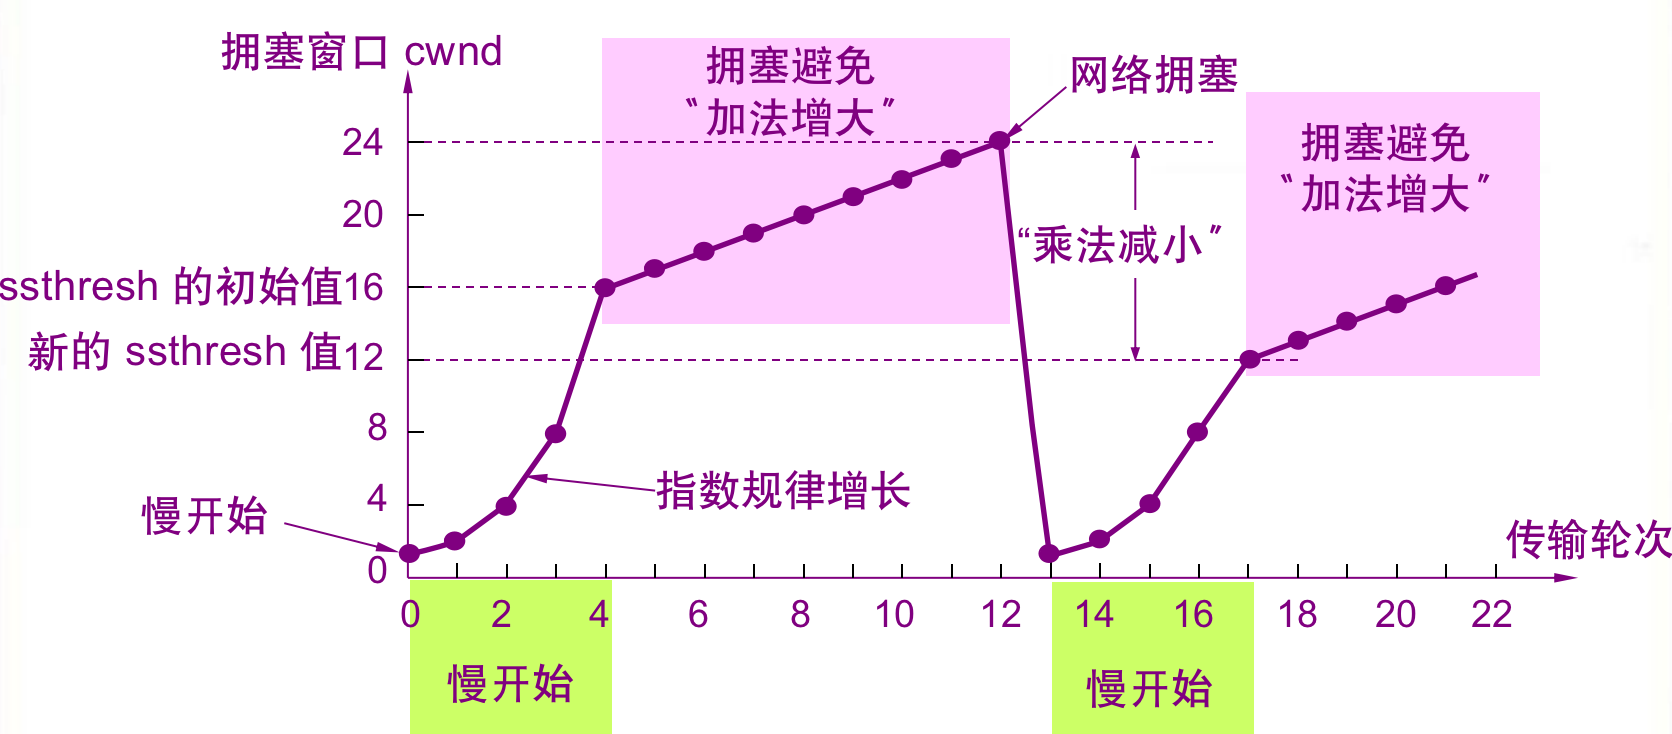 拥塞窗口 cwnd
拥塞避免
“加法增大”
网络拥塞
拥塞避免
“加法增大”
24
20
“乘法减小”
ssthresh 的初始值16
新的 ssthresh 值12
8
4
指数规律增长
慢开始
传输轮次
0
0 2 4 6 8 10 12 14 16 18 20 22
慢开始
慢开始